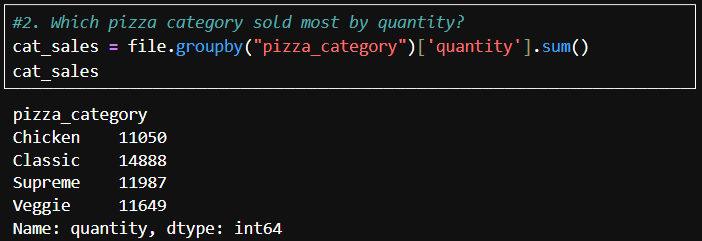 #2. Which pizza category sold most by quantity?
cat_sales = file.groupby("pizza_category")['quantity'].sum()
cat_sales
pizza_category
Chicken    11050
Classic    14888
Supreme    11987
Veggie     11649
Name: quantity, dtype: int64